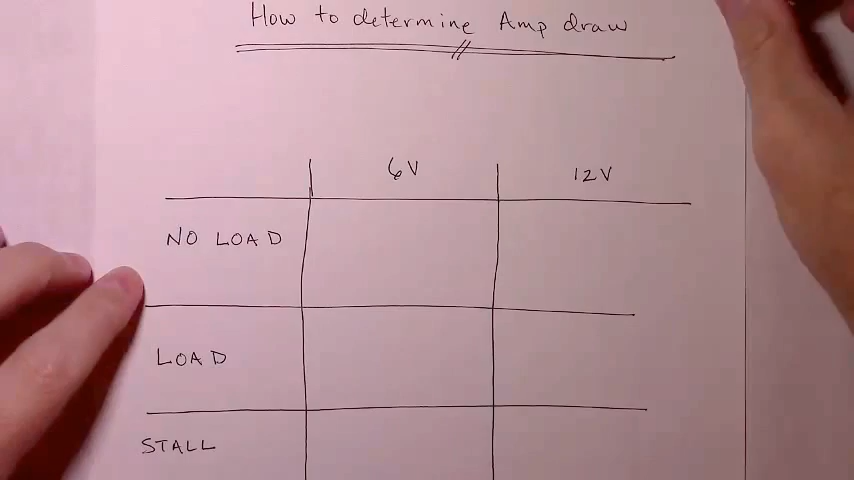 How to determine Amp draw
6V 12V
NO LOAD
LOAD
STALL